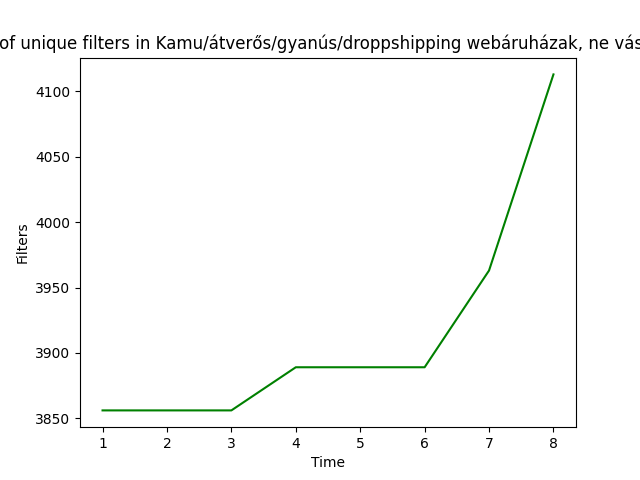 of unique filters in Kamu/átverős/gyanús/droppshipping webáruházak, ne vás
4100
4050
4000
3950
3900
3850
Filters
1 2 3 4 5 6 7 8
Time